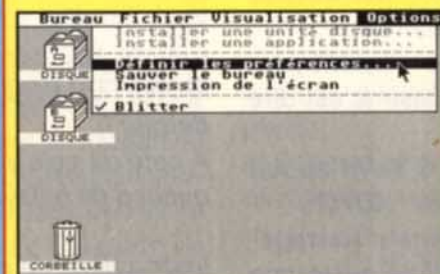 Bureau Fichier Visualisation Options
Installer une unité disque...
Installer une application...
Définir les préférences...
Sauver le bureau
Impression de l'écran
✓ Blitter
A
DISQUE
B
DISQUE
CORBEILLE